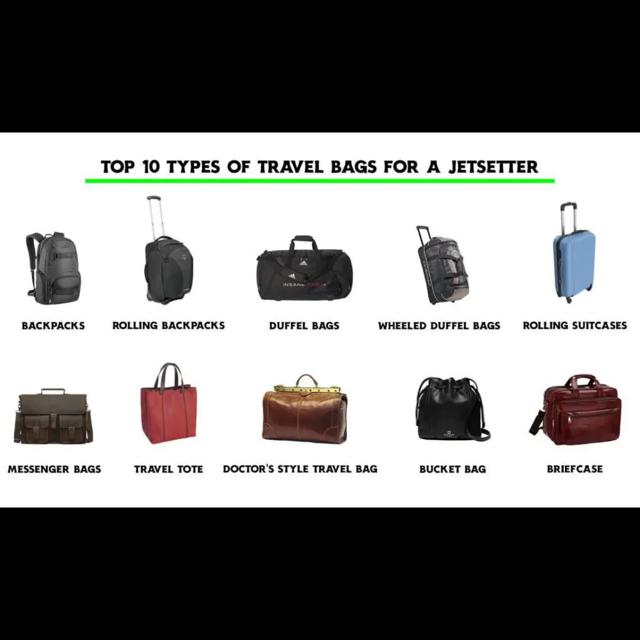 TOP 10 TYPES OF TRAVEL BAGS FOR A JETSETTER
BACKPACKS
ROLLING BACKPACKS
DUFFEL BAGS
WHEELED DUFFEL BAGS
ROLLING SUITCASES
MESSENGER BAGS
TRAVEL TOTE
DOCTOR'S STYLE TRAVEL BAG
BUCKET BAG
BRIEFCASE